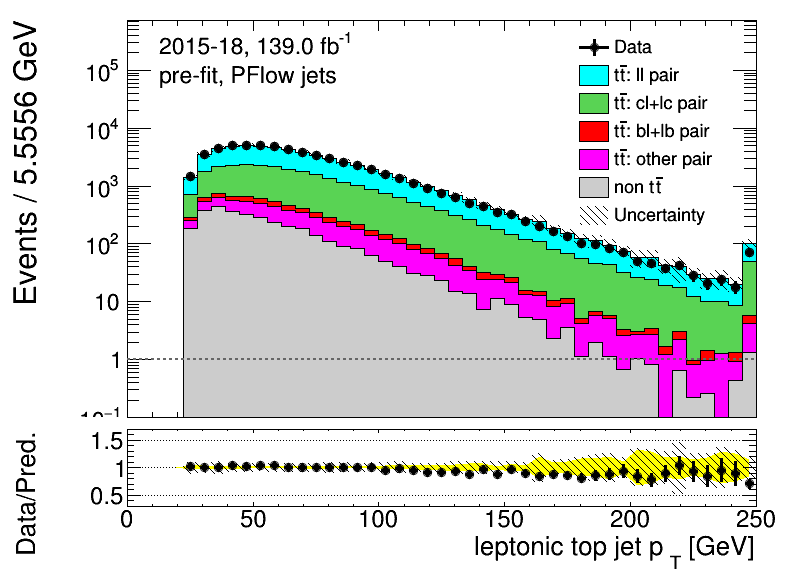 Events / 5.5556 GeV
2015-18, 139.0 fb⁻¹
pre-fit, PFlow jets
Data
tt̄: ll pair
tt̄: cl+lc pair
tt̄: bl+lb pair
tt̄: other pair
non tt̄
Uncertainty
10⁵
10⁴
10³
10²
10
1
10⁻¹
Data/Pred.
1.5
1
0.5
0 50 100 150 200 250
leptonic top jet p_T [GeV]